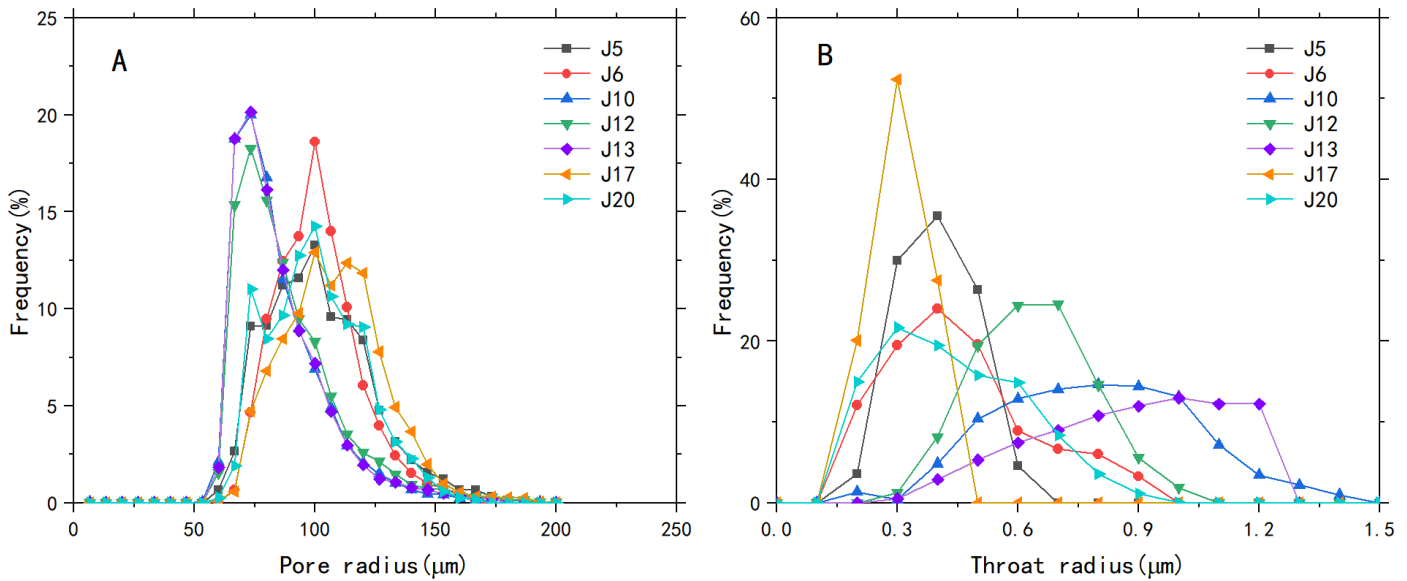 A
J5
J6
J10
J12
J13
J17
J20
25
20
15
10
5
0
Frequency(%)
0
50
100
150
200
250
Pore radius(μm)
B
J5
J6
J10
J12
J13
J17
J20
60
40
20
0
Frequency(%)
0.0
0.3
0.6
0.9
1.2
1.5
Throat radius(μm)